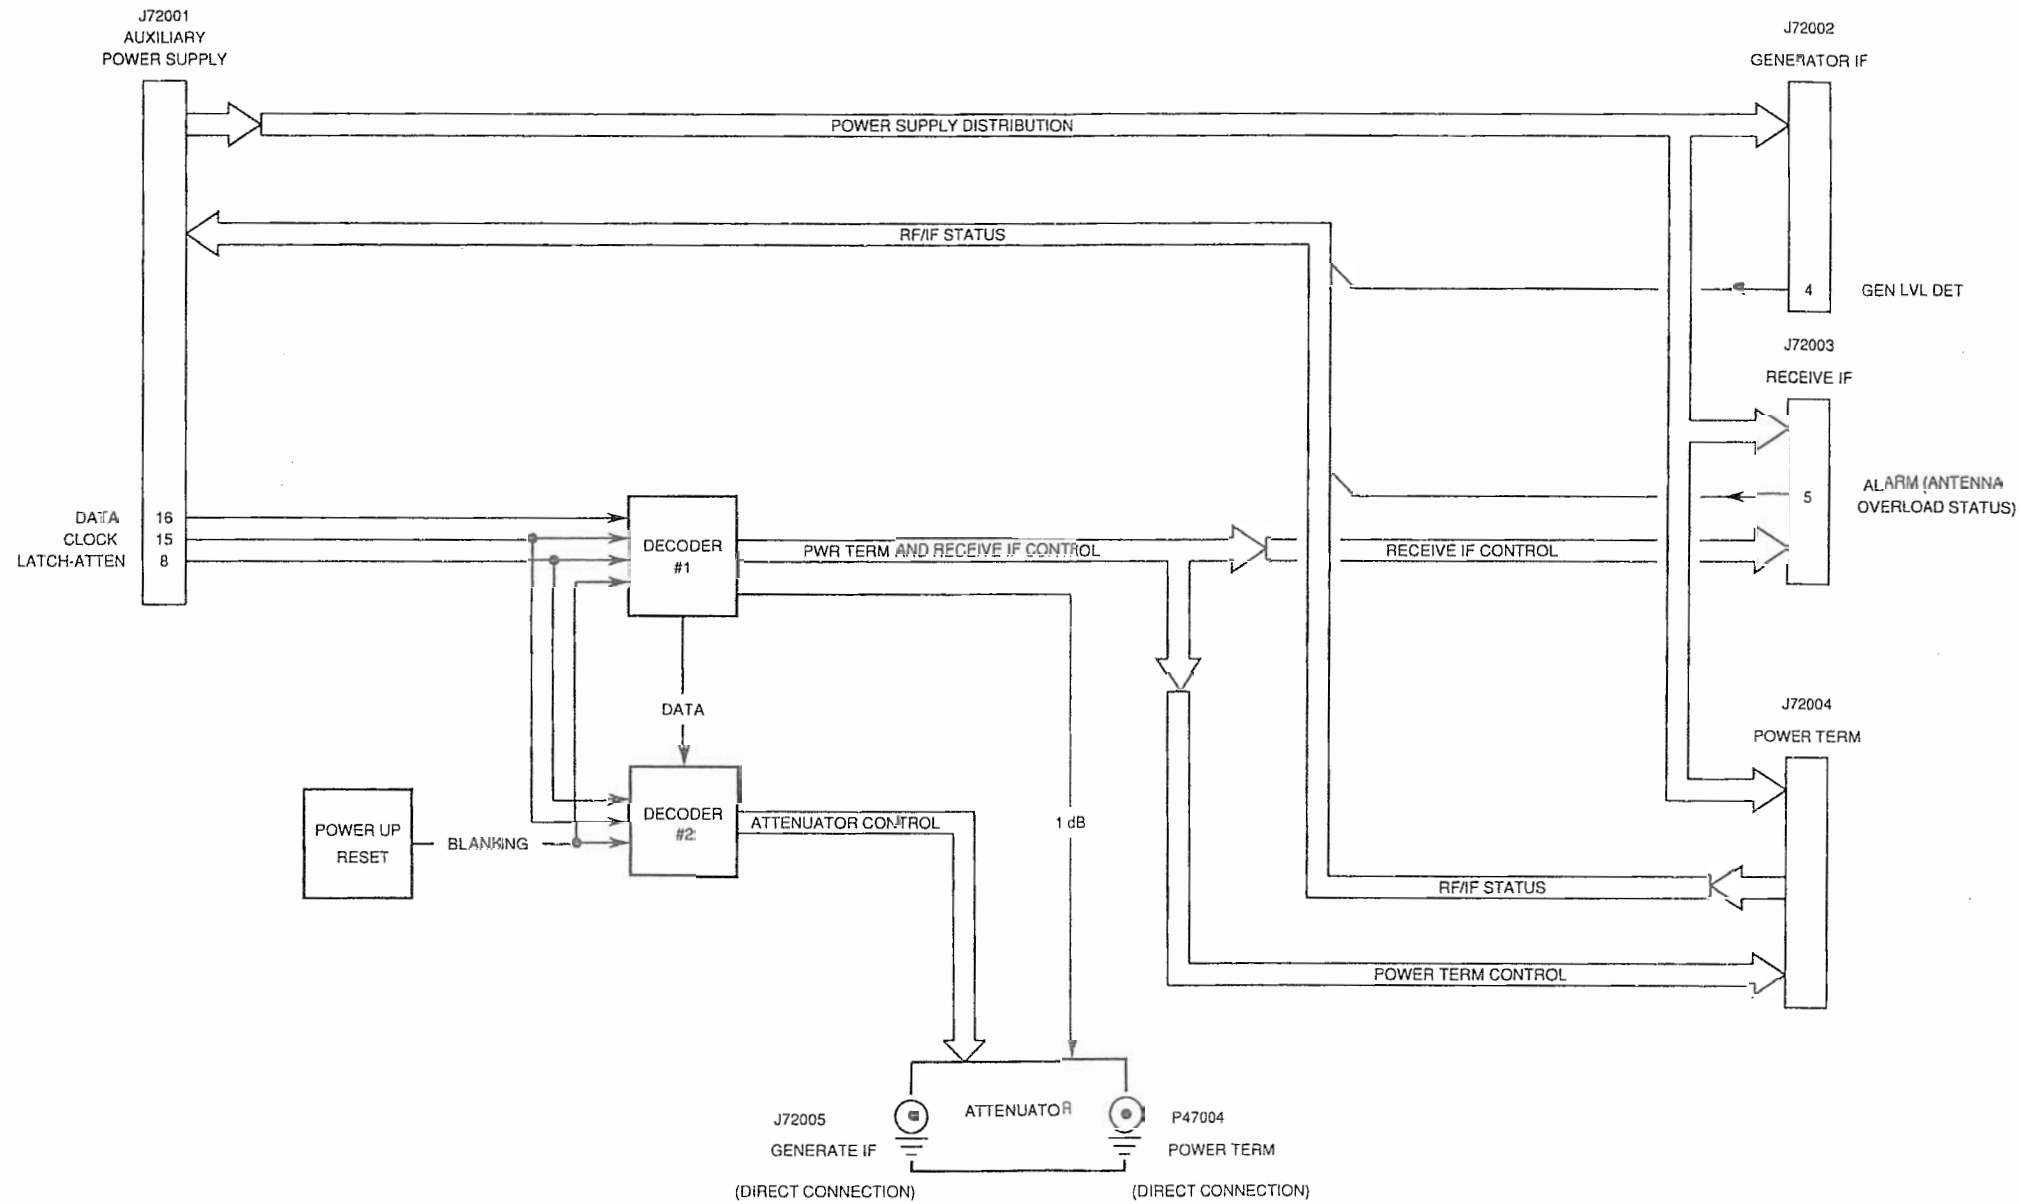 J72001
AUXILIARY
POWER SUPPLY
J72002
GENERATOR IF
POWER SUPPLY DISTRIBUTION
RF/IF STATUS
4
GEN LVL DET
J72003
RECEIVE IF
5
ALARM (ANTENNA
OVERLOAD STATUS)
DATA
16
CLOCK
15
LATCH-ATTEN
8
DECODER
#1
PWR TERM AND RECEIVE IF CONTROL
RECEIVE IF CONTROL
DATA
J72004
POWER TERM
POWER UP
RESET
BLANKING
DECODER
#2
ATTENUATOR CONTROL
1 dB
RF/IF STATUS
POWER TERM CONTROL
J72005
GENERATE IF
(DIRECT CONNECTION)
ATTENUATOR
P47004
POWER TERM
(DIRECT CONNECTION)